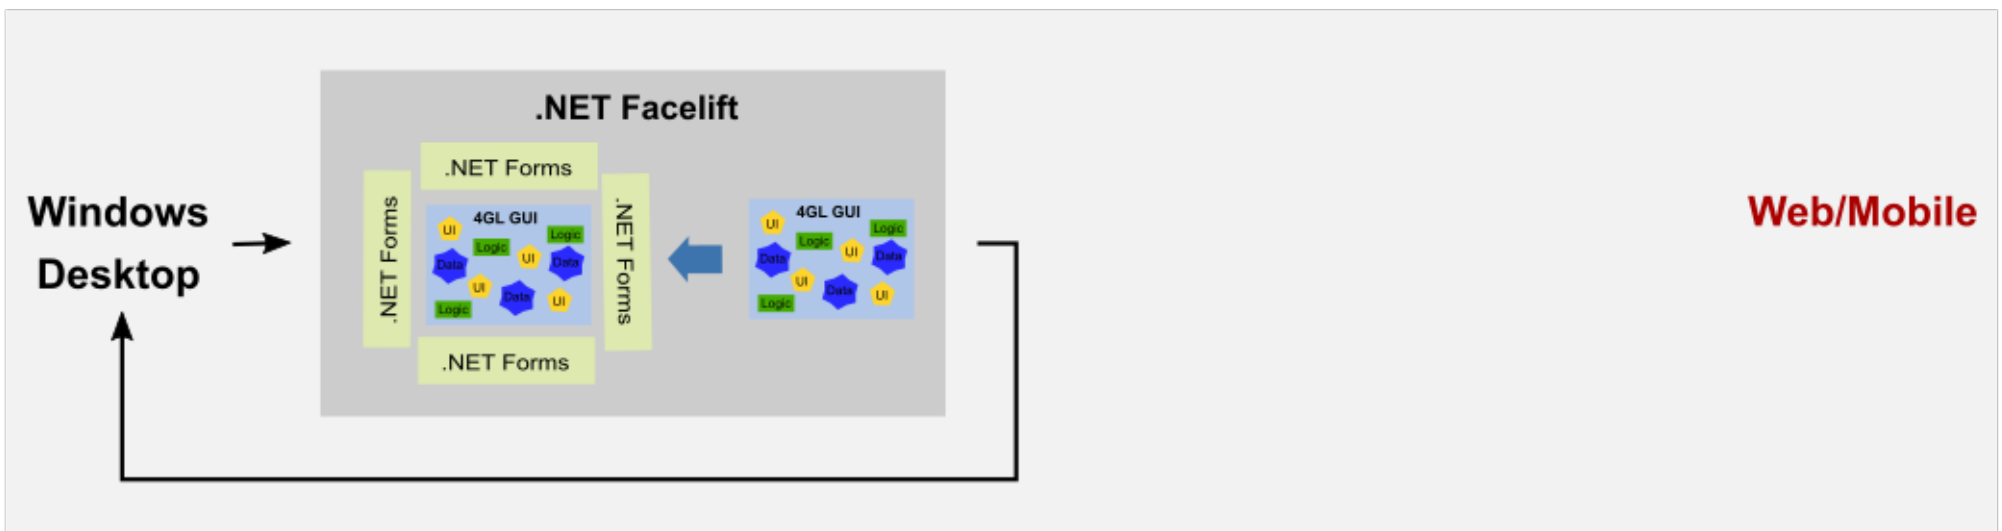 .NET Facelift
Windows
Desktop
.NET Forms
.NET Forms
4GL GUI
UI
Logic
Logic
UI
Data
Data
UI
Data
UI
Logic
.NET Forms
.NET Forms
4GL GUI
UI
Logic
Logic
UI
Data
Data
UI
Data
UI
Logic
Web/Mobile